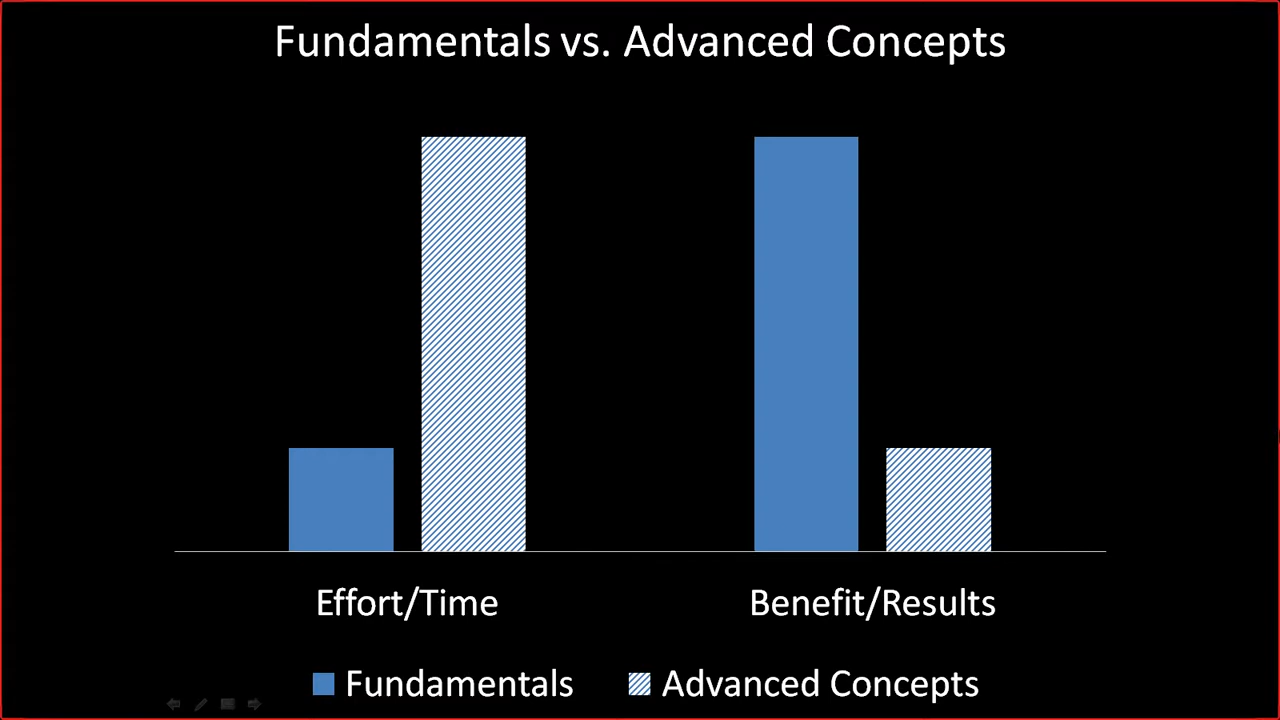 Fundamentals vs. Advanced Concepts
Effort/Time
Benefit/Results
Fundamentals
Advanced Concepts